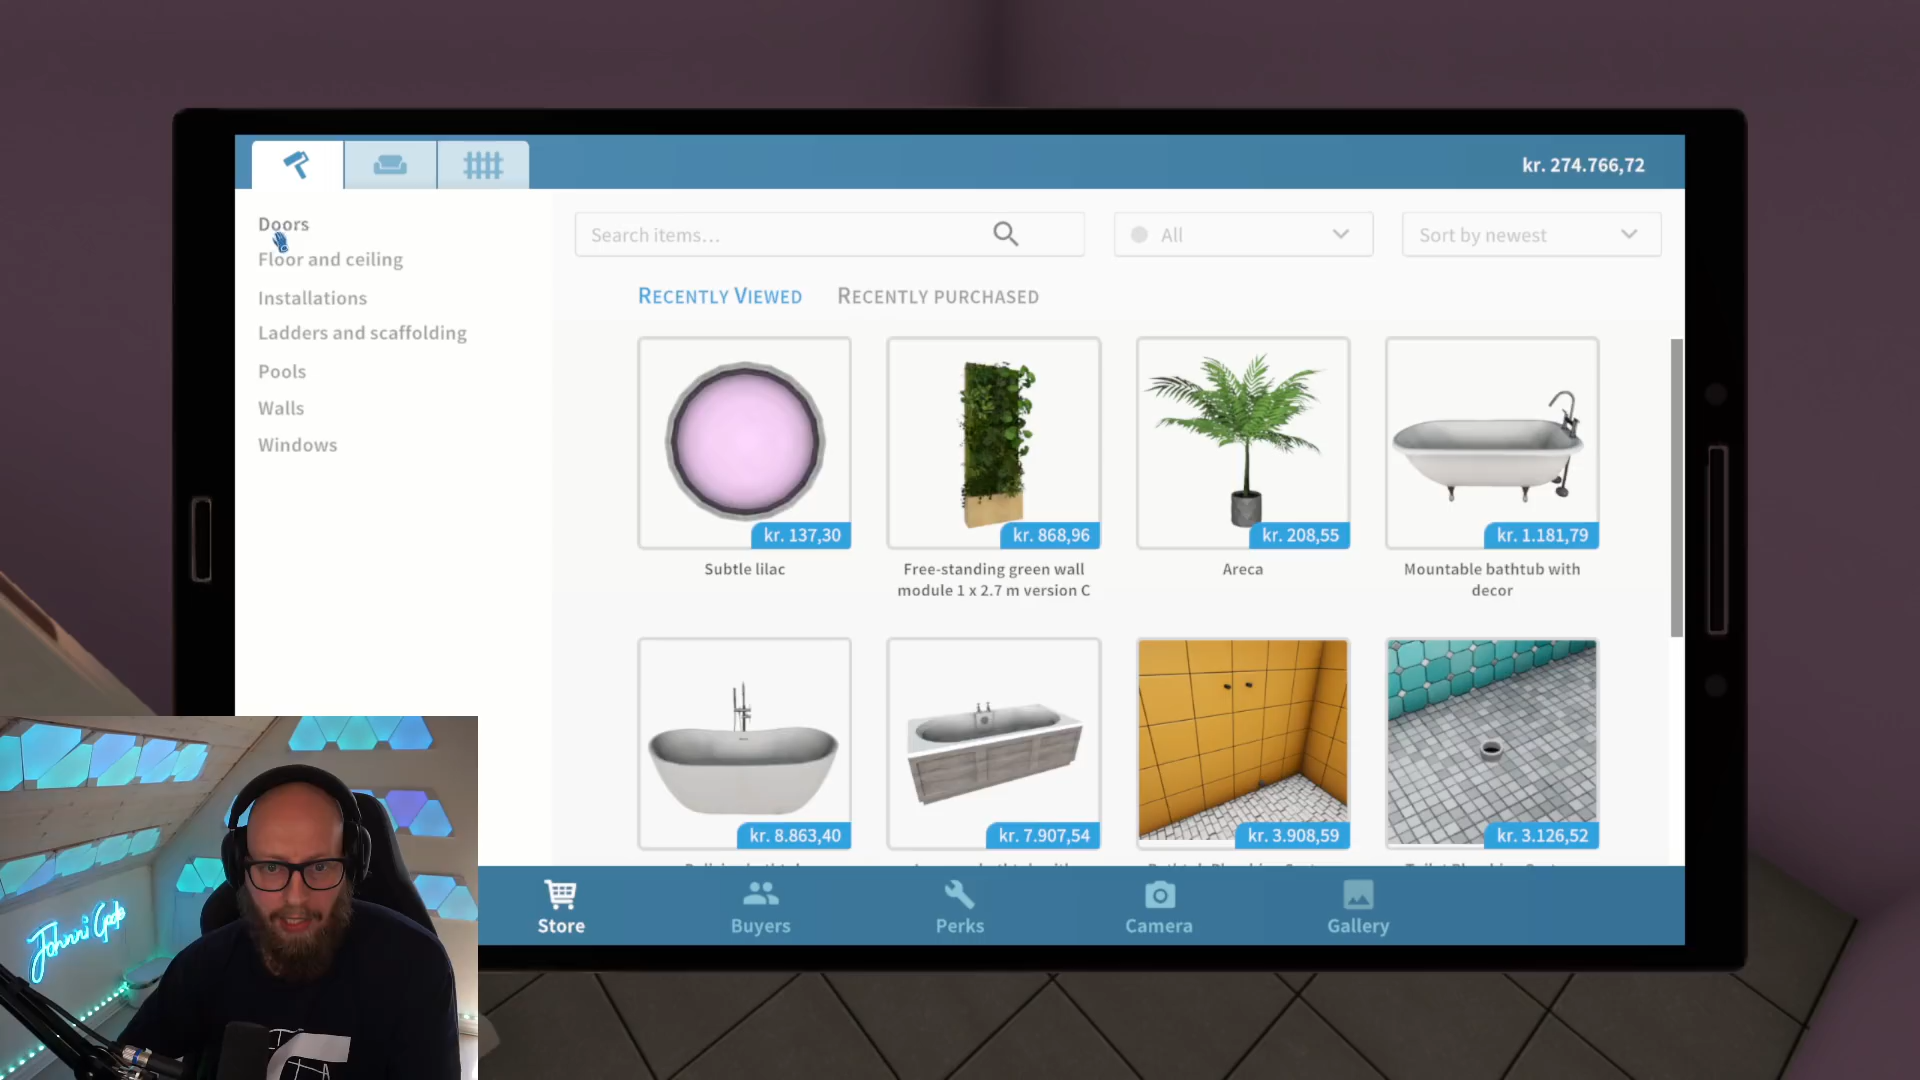 kr. 274.766,72
Doors
Floor and ceiling
Installations
Ladders and scaffolding
Pools
Walls
Windows
Search items...
All
Sort by newest
RECENTLY VIEWED
RECENTLY PURCHASED
kr. 137,30
Subtle lilac
kr. 868,96
Free-standing green wall
module 1 x 2.7 m version C
kr. 208,55
Areca
kr. 1.181,79
Mountable bathtub with
decor
kr. 8.863,40
kr. 7.907,54
kr. 3.908,59
kr. 3.126,52
Store
Buyers
Perks
Camera
Gallery